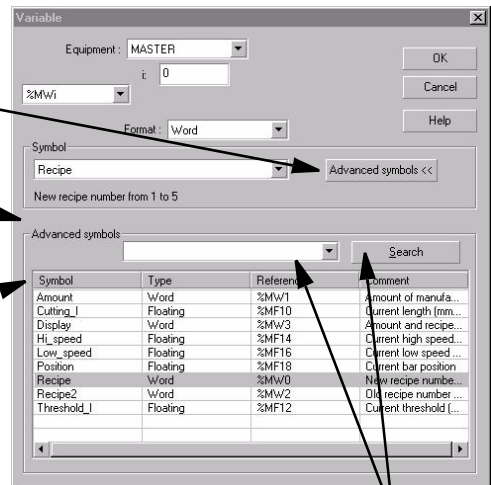 Variable
Equipment : MASTER
i: 0
OK
%MWi
Cancel
Format : Word
Help
Symbol
Recipe
Advanced symbols <<
New recipe number from 1 to 5
Advanced symbols
Search
Symbol Type Reference Comment
Amount Word %MW1 Amount of manufa...
Cutting_l Floating %MF10 Current length (mm...
Display Word %MW3 Amount and recipe...
Hi_speed Floating %MF14 Current high speed...
Low_speed Floating %MF16 Current low speed ...
Position Floating %MF18 Current bar position
Recipe Word %MW0 New recipe numbe...
Recipe2 Word %MW2 Old recipe number ...
Threshold_l Floating %MF12 Current threshold (...